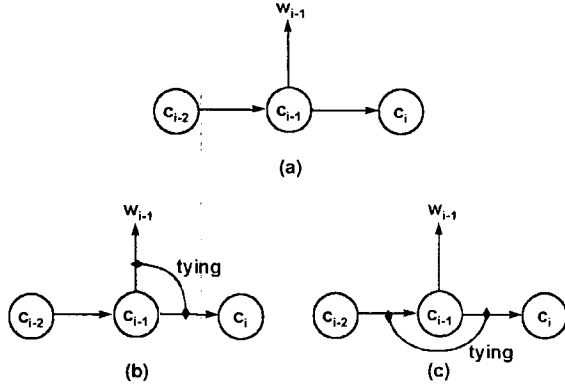 w_{i-1}
c_{i-2} c_{i-1} c_i
(a)
w_{i-1} w_{i-1}
tying
c_{i-2} c_{i-1} c_i c_{i-2} c_{i-1} c_i
tying
(b) (c)